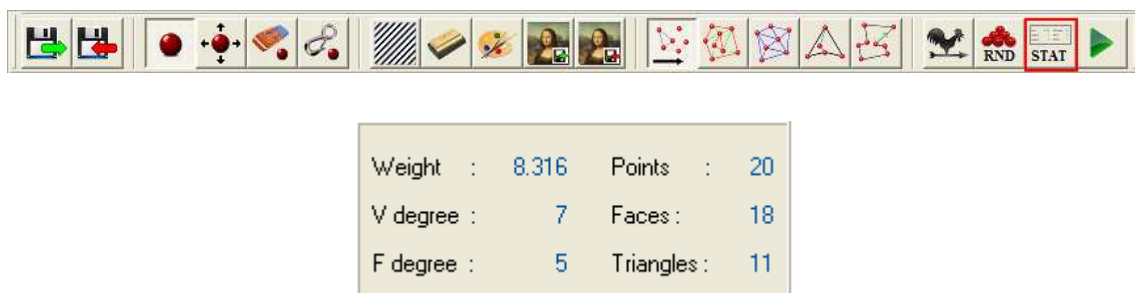 RND STAT
Weight : 8.316 Points : 20
V degree : 7 Faces : 18
F degree : 5 Triangles : 11